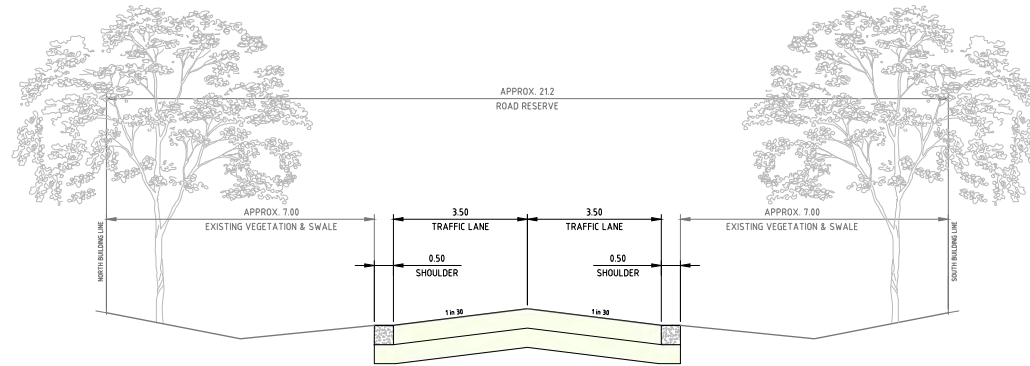 APPROX. 21.2
ROAD RESERVE
APPROX. 7.00
EXISTING VEGETATION & SWALE
3.50
TRAFFIC LANE
3.50
TRAFFIC LANE
APPROX. 7.00
EXISTING VEGETATION & SWALE
NORTH BUILDING LINE
SOUTH BUILDING LINE
0.50
SHOULDER
0.50
SHOULDER
1 in 30
1 in 30